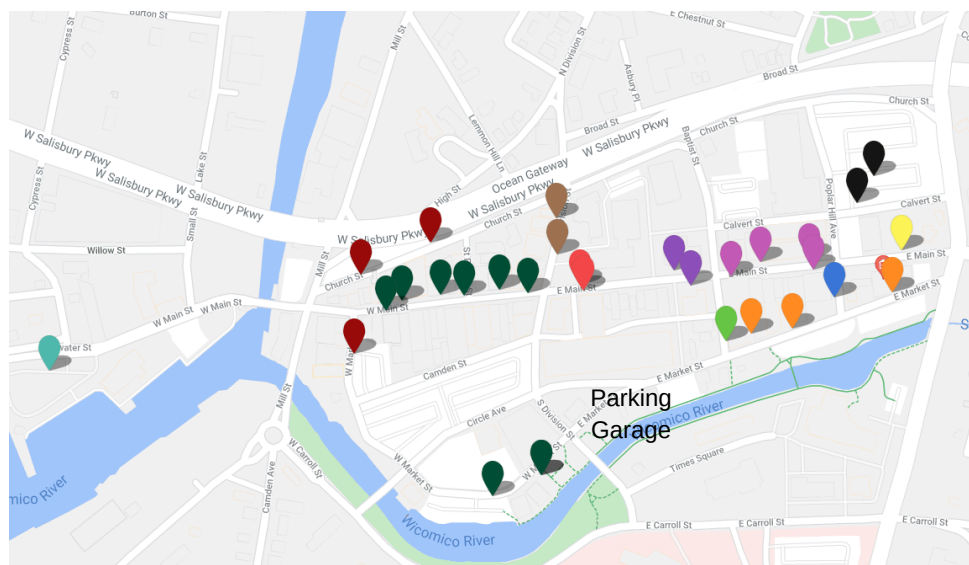 Burton St
E Chestnut St
Cypress St
Lake St
Mill St
N Division St
Asbury Pl
Broad St
Church St
W Salisbury Pkwy
W Salisbury Pkwy
W Salisbury Pkwy
Lemmon Hill Ln
Broad St
W Salisbury Pkwy
Church St
Baptist St
Ocean Gateway
W Salisbury Pkwy
High St
Church St
Poplar Hill Ave
Calvert St
Calvert St
Cypress St
Small St
Willow St
W Salisbury Pkwy
Mill St
Church St
Main St
E Main St
E Main St
E Market St
W Main St
W Main St
W Main St
Camden St
E Market St
Mill St
Circle Ave
S Division St
E Market St
Parking
Garage
Wicomico River
Times Square
W Carroll St
Camden Ave
W Market St
Wicomico River
E Carroll St
E Carroll St
E Carroll St